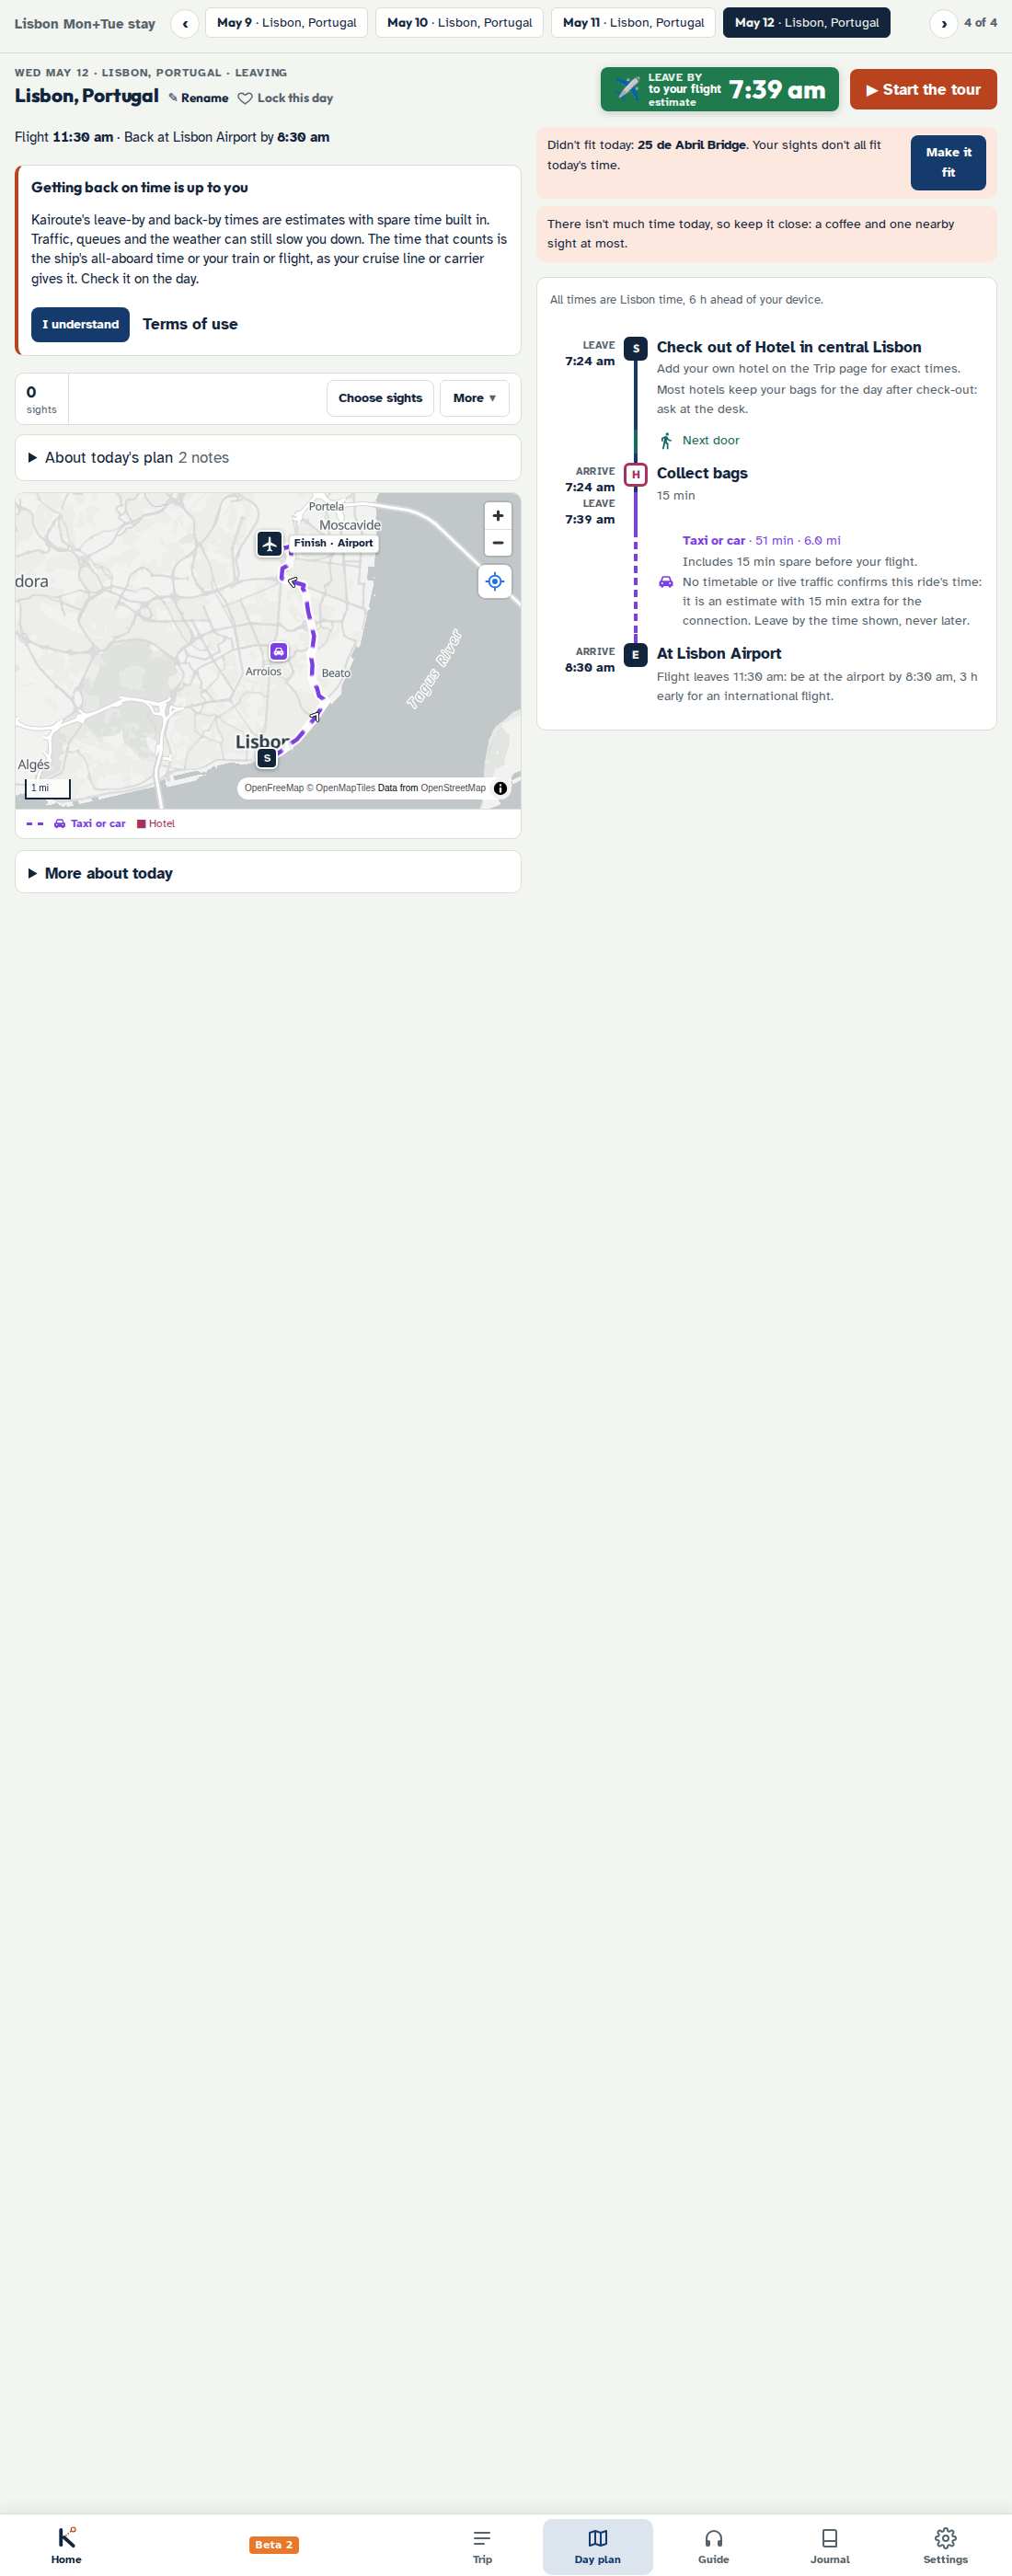 Lisbon Mon+Tue stay
‹
May 9 · Lisbon, Portugal
May 10 · Lisbon, Portugal
May 11 · Lisbon, Portugal
May 12 · Lisbon, Portugal
›
4 of 4
WED MAY 12 · LISBON, PORTUGAL · LEAVING
Lisbon, Portugal
✎ Rename
Lock this day
LEAVE BY
to your flight
estimate
7:39 am
▶ Start the tour
Flight 11:30 am · Back at Lisbon Airport by 8:30 am
Getting back on time is up to you
Kairoute's leave-by and back-by times are estimates with spare time built in.
Traffic, queues and the weather can still slow you down. The time that counts is
the ship's all-aboard time or your train or flight, as your cruise line or carrier
gives it. Check it on the day.
I understand
Terms of use
0
sights
Choose sights
More ▼
▶ About today's plan 2 notes
Portela
Moscavide
Finish · Airport
dora
Arroios
Beato
Tagus River
Lisbon
S
Algés
1 mi
+
−
OpenFreeMap © OpenMapTiles Data from OpenStreetMap
Taxi or car
Hotel
▶ More about today
Didn't fit today: 25 de Abril Bridge. Your sights don't all fit
today's time.
Make it
fit
There isn't much time today, so keep it close: a coffee and one nearby
sight at most.
All times are Lisbon time, 6 h ahead of your device.
LEAVE
7:24 am
S
Check out of Hotel in central Lisbon
Add your own hotel on the Trip page for exact times.
Most hotels keep your bags for the day after check-out:
ask at the desk.
Next door
ARRIVE
7:24 am
LEAVE
7:39 am
H
Collect bags
15 min
Taxi or car · 51 min · 6.0 mi
Includes 15 min spare before your flight.
No timetable or live traffic confirms this ride's time:
it is an estimate with 15 min extra for the
connection. Leave by the time shown, never later.
ARRIVE
8:30 am
E
At Lisbon Airport
Flight leaves 11:30 am: be at the airport by 8:30 am, 3 h
early for an international flight.
Home
Beta 2
Trip
Day plan
Guide
Journal
Settings